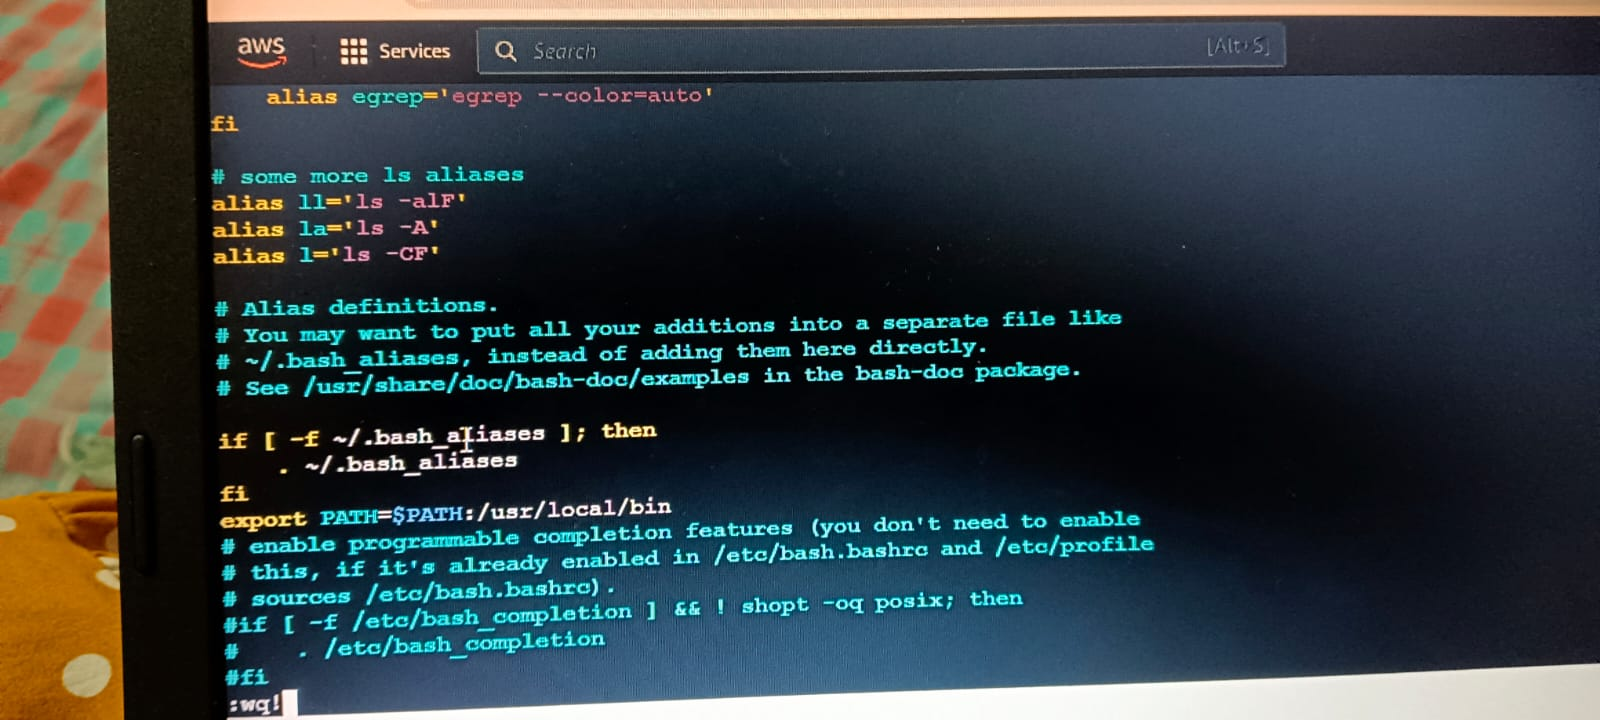 aws Services Search [Alt+S]
alias egrep='egrep --color=auto'
fi
# some more ls aliases
alias ll='ls -alF'
alias la='ls -A'
alias l='ls -CF'
# Alias definitions.
# You may want to put all your additions into a separate file like
# ~/.bash_aliases, instead of adding them here directly.
# See /usr/share/doc/bash-doc/examples in the bash-doc package.
if [ -f ~/.bash_aliases ]; then
. ~/.bash_aliases
fi
export PATH=$PATH:/usr/local/bin
# enable programmable completion features (you don't need to enable
# this, if it's already enabled in /etc/bash.bashrc and /etc/profile
# sources /etc/bash.bashrc).
#if [ -f /etc/bash_completion ] && ! shopt -oq posix; then
# . /etc/bash_completion
#fi
:wq!